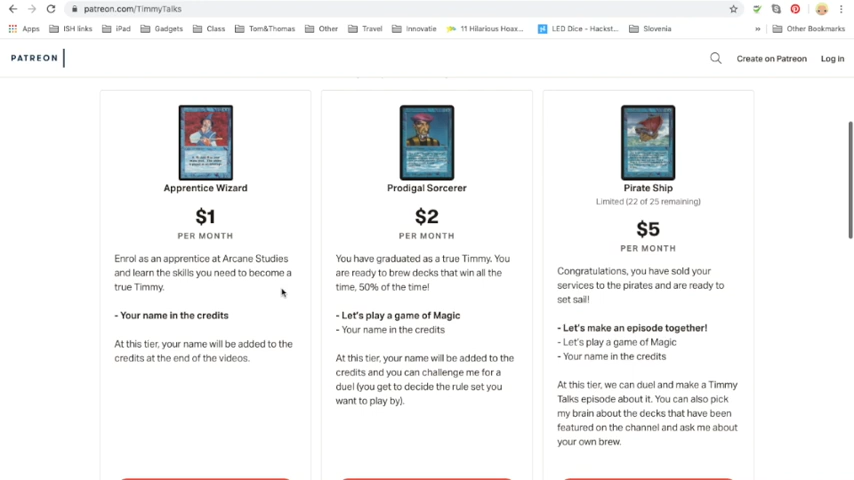 patreon.com/TimmyTalks
Apps ISH links iPad Gadgets Class Tom&Thomas Other Travel Innovatie 11 Hilarious Hoax... LED Dice - Hackst... Slovenia » Other Bookmarks
PATREON Create on Patreon Log in
Apprentice Wizard
$1
PER MONTH
Enrol as an apprentice at Arcane Studies
and learn the skills you need to become a
true Timmy.
- Your name in the credits
At this tier, your name will be added to the
credits at the end of the videos.
Prodigal Sorcerer
$2
PER MONTH
You have graduated as a true Timmy. You
are ready to brew decks that win all the
time, 50% of the time!
- Let's play a game of Magic
- Your name in the credits
At this tier, your name will be added to the
credits and you can challenge me for a
duel (you get to decide the rule set you
want to play by).
Pirate Ship
Limited (22 of 25 remaining)
$5
PER MONTH
Congratulations, you have sold your
services to the pirates and are ready to
set sail!
- Let's make an episode together!
- Let's play a game of Magic
- Your name in the credits
At this tier, we can duel and make a Timmy
Talks episode about it. You can also pick
my brain about the decks that have been
featured on the channel and ask me about
your own brew.